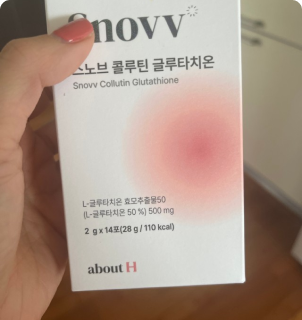 Snovv
스노브 콜루틴 글루타치온
Snovv Collutin Glutathione
L-글루타치온 효모추출물50
(L-글루타치온 50 %) 500 mg
2 g x 14포(28 g / 110 kcal)
about H